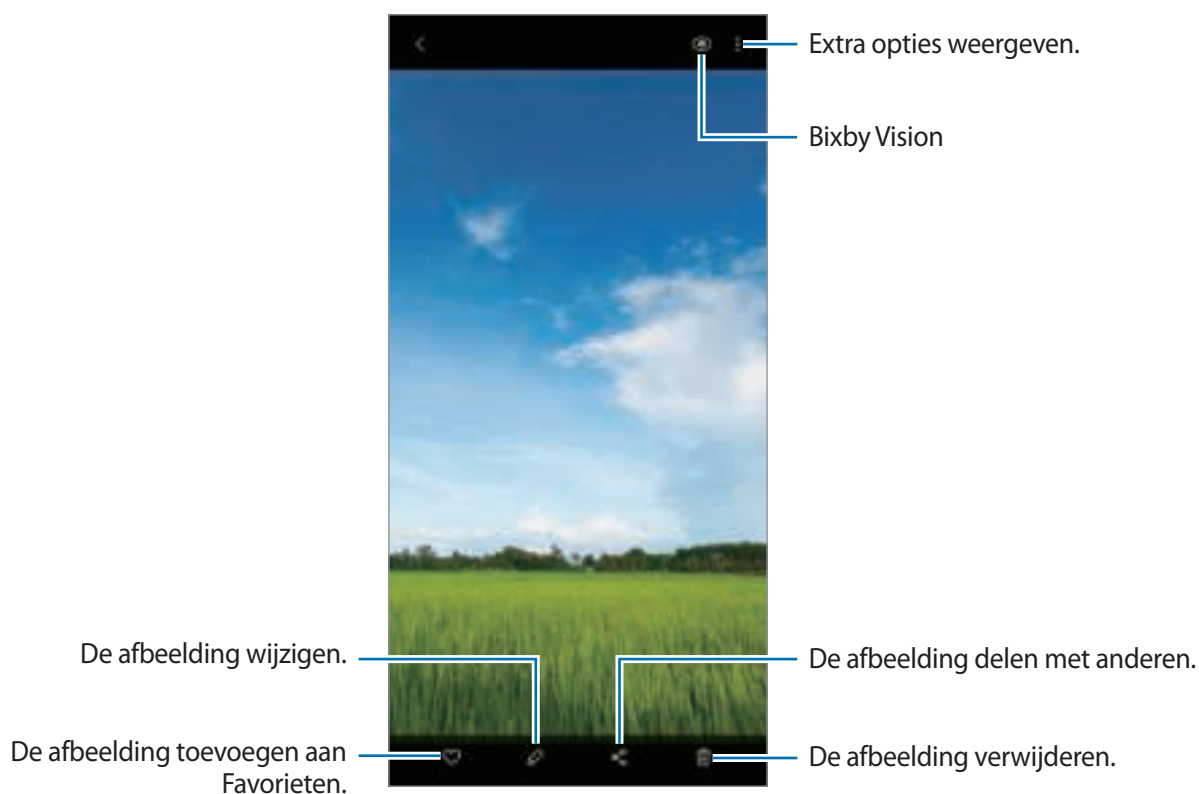 Extra opties weergeven.
Bixby Vision
De afbeelding wijzigen.
De afbeelding delen met anderen.
De afbeelding toevoegen aan
Favorieten.
De afbeelding verwijderen.